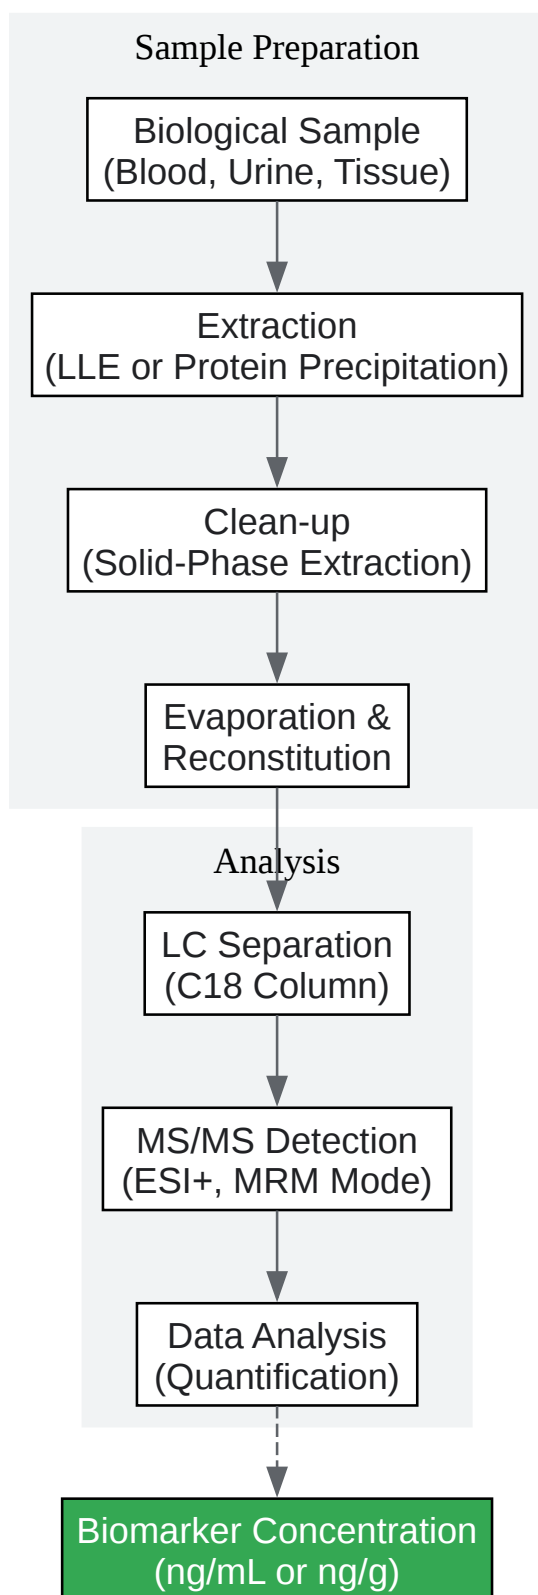 Sample Preparation
Biological Sample
(Blood, Urine, Tissue)
Extraction
(LLE or Protein Precipitation)
Clean-up
(Solid-Phase Extraction)
Evaporation &
Reconstitution
Analysis
LC Separation
(C18 Column)
MS/MS Detection
(ESI+, MRM Mode)
Data Analysis
(Quantification)
Biomarker Concentration
(ng/mL or ng/g)